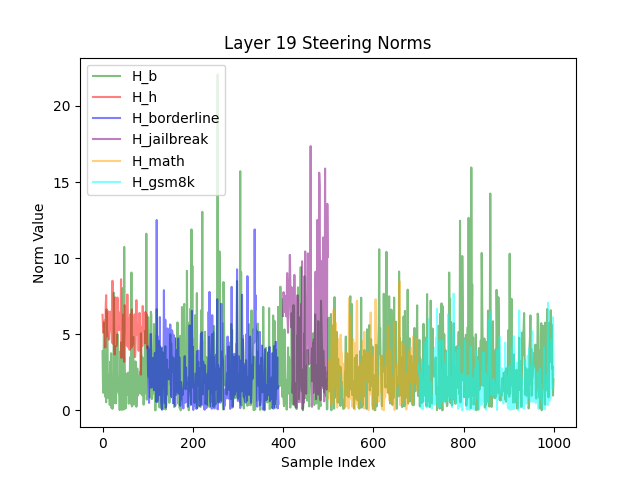 Layer 19 Steering Norms
H_b
H_h
H_borderline
H_jailbreak
H_math
H_gsm8k
Norm Value
20
15
10
5
0
0 200 400 600 800 1000
Sample Index